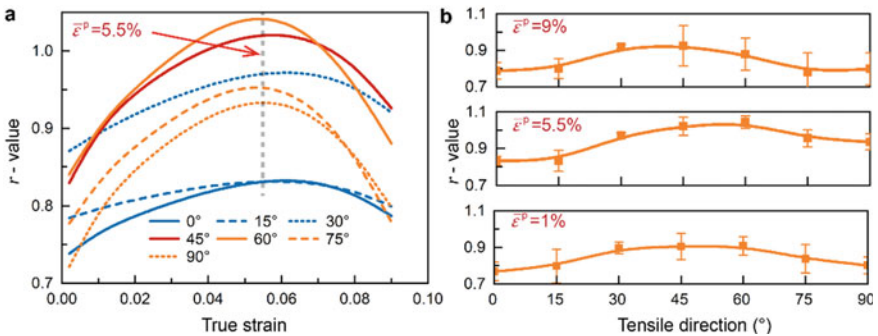 a
ε̅ᵖ=5.5%
1.0
0.9
0.8
0.7
r - value
0° 15° 30°
45° 60° 75°
90°
0.00 0.02 0.04 0.06 0.08 0.10
True strain
b
ε̅ᵖ=9%
0.9
0.7
ε̅ᵖ=5.5%
1.1
0.9
0.7
ε̅ᵖ=1%
1.1
0.9
0.7
r - value
0 15 30 45 60 75 90
Tensile direction (°)